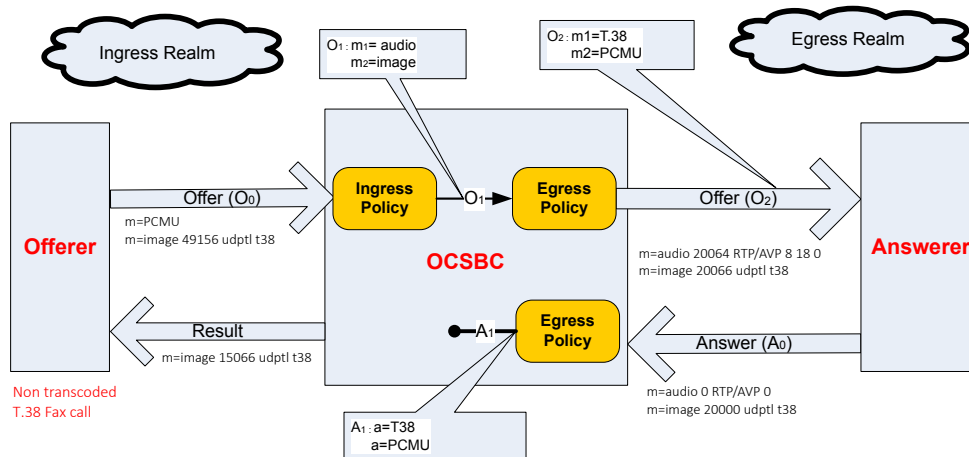 Ingress Realm
O1: m1= audio
m2=image
O2: m1=T.38
m2=PCMU
Egress Realm
Offerer
Offer (O0)
m=PCMU
m=image 49156 udptl t38
Ingress
Policy
O1
Egress
Policy
OCSBC
Offer (O2)
m=audio 20064 RTP/AVP 8 18 0
m=image 20066 udptl t38
Answerer
Result
m=image 15066 udptl t38
A1
Egress
Policy
Answer (A0)
m=audio 0 RTP/AVP 0
m=image 20000 udptl t38
Non transcoded
T.38 Fax call
A1: a=T38
a=PCMU